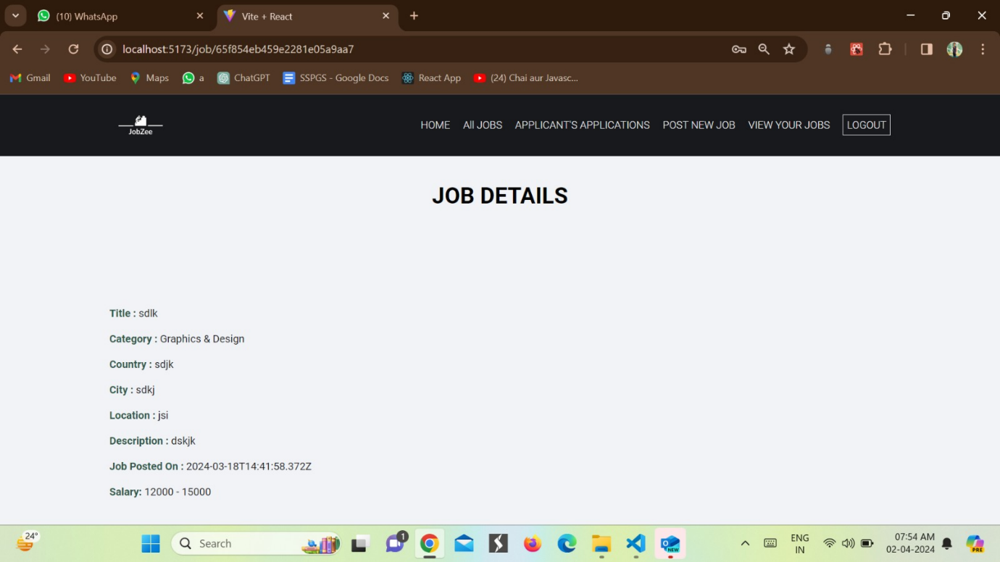 (10) WhatsApp
Vite + React
localhost:5173/job/65f854eb459e2281e05a9aa7
Gmail YouTube Maps a ChatGPT SSPGS - Google Docs React App (24) Chai aur Javasc...
JobZee
HOME All JOBS APPLICANT'S APPLICATIONS POST NEW JOB VIEW YOUR JOBS LOGOUT
JOB DETAILS
Title : sdlk
Category : Graphics & Design
Country : sdjk
City : sdkj
Location : jsi
Description : dskjk
Job Posted On : 2024-03-18T14:41:58.372Z
Salary: 12000 - 15000
24°
Search
1
NEW
ENG
IN
07:54 AM
02-04-2024
PRE